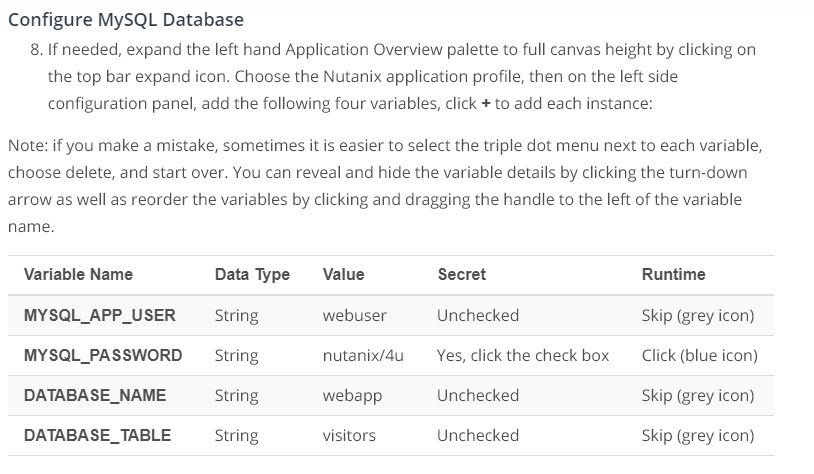 Configure MySQL Database
8. If needed, expand the left hand Application Overview palette to full canvas height by clicking on
the top bar expand icon. Choose the Nutanix application profile, then on the left side
configuration panel, add the following four variables, click + to add each instance:
Note: if you make a mistake, sometimes it is easier to select the triple dot menu next to each variable,
choose delete, and start over. You can reveal and hide the variable details by clicking the turn-down
arrow as well as reorder the variables by clicking and dragging the handle to the left of the variable
name.
Variable Name Data Type Value Secret Runtime
MYSQL_APP_USER String webuser Unchecked Skip (grey icon)
MYSQL_PASSWORD String nutanix/4u Yes, click the check box Click (blue icon)
DATABASE_NAME String webapp Unchecked Skip (grey icon)
DATABASE_TABLE String visitors Unchecked Skip (grey icon)